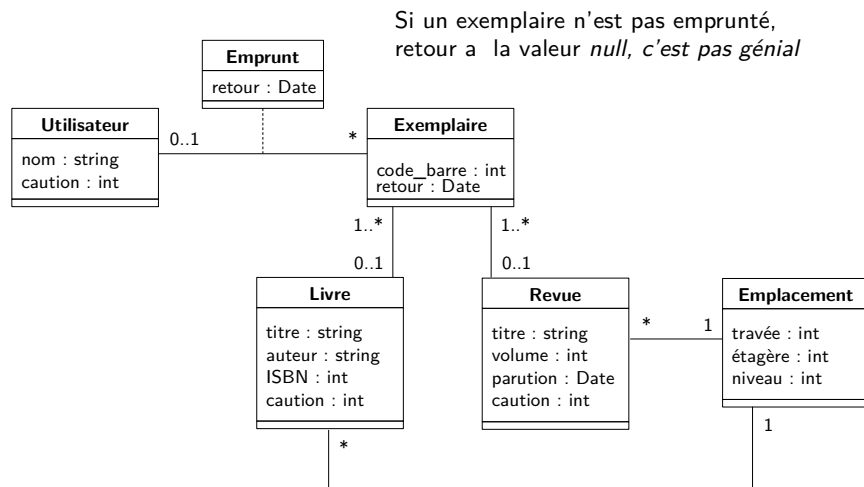 Si un exemplaire n'est pas emprunté,
retour a la valeur null, c'est pas génial
Emprunt
retour : Date
Utilisateur
nom : string
caution : int
0..1
*
Exemplaire
code_barre : int
retour : Date
1..*
1..*
0..1
0..1
Livre
titre : string
auteur : string
ISBN : int
caution : int
*
Revue
titre : string
volume : int
parution : Date
caution : int
*
1
Emplacement
travée : int
étagère : int
niveau : int
1